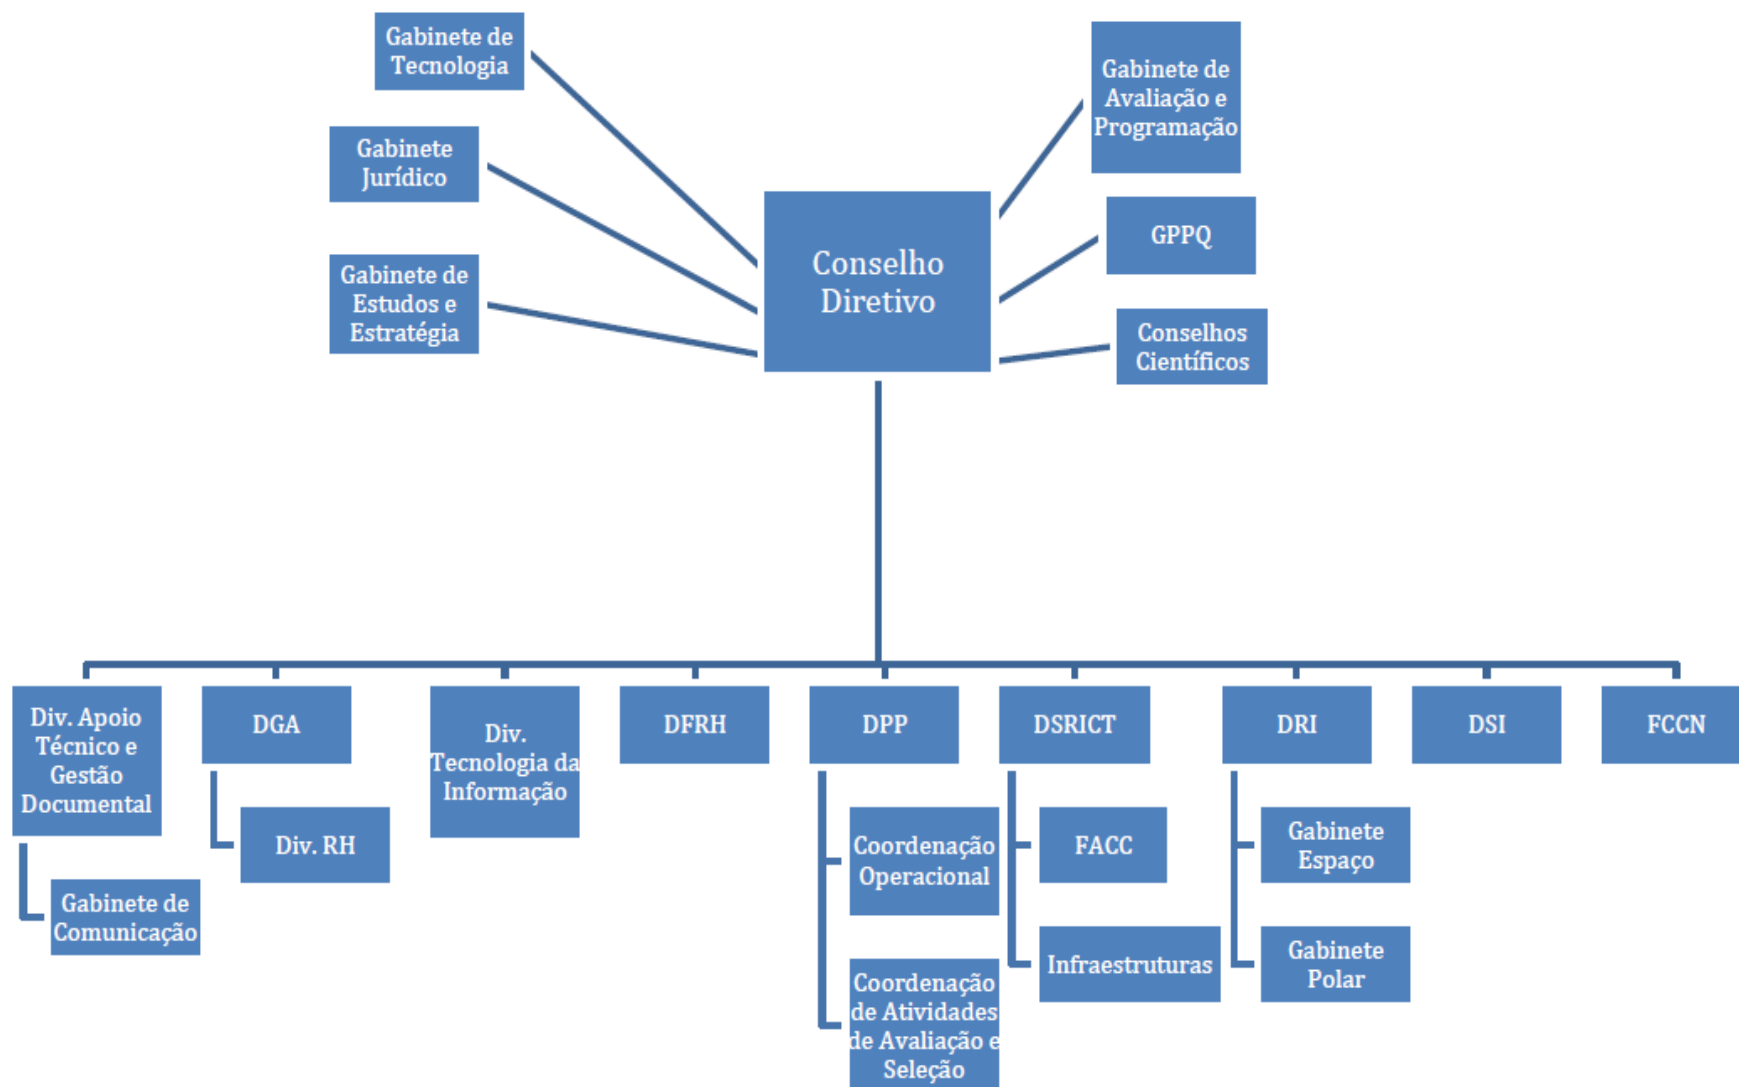 Gabinete de
Tecnologia
Gabinete
Jurídico
Gabinete de
Estudos e
Estratégia
Conselho
Diretivo
Gabinete de
Avaliação e
Programação
GPPQ
Conselhos
Científicos
Div. Apoio
Técnico e
Gestão
Documental
Gabinete de
Comunicação
DGA
Div. RH
Div.
Tecnologia da
Informação
DFRH
DPP
Coordenação
Operacional
Coordenação
de Atividades
de Avaliação e
Seleção
DSRICT
FACC
Infraestruturas
DRI
Gabinete
Espaço
Gabinete
Polar
DSI
FCCN